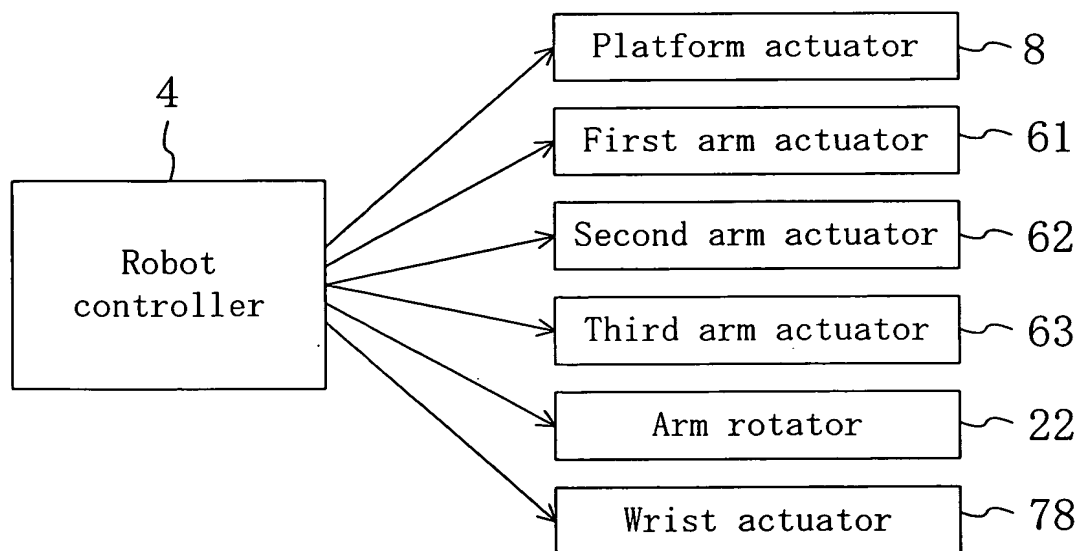 Platform actuator 8
4
First arm actuator 61
Second arm actuator 62
Robot
controller
Third arm actuator 63
Arm rotator 22
Wrist actuator 78